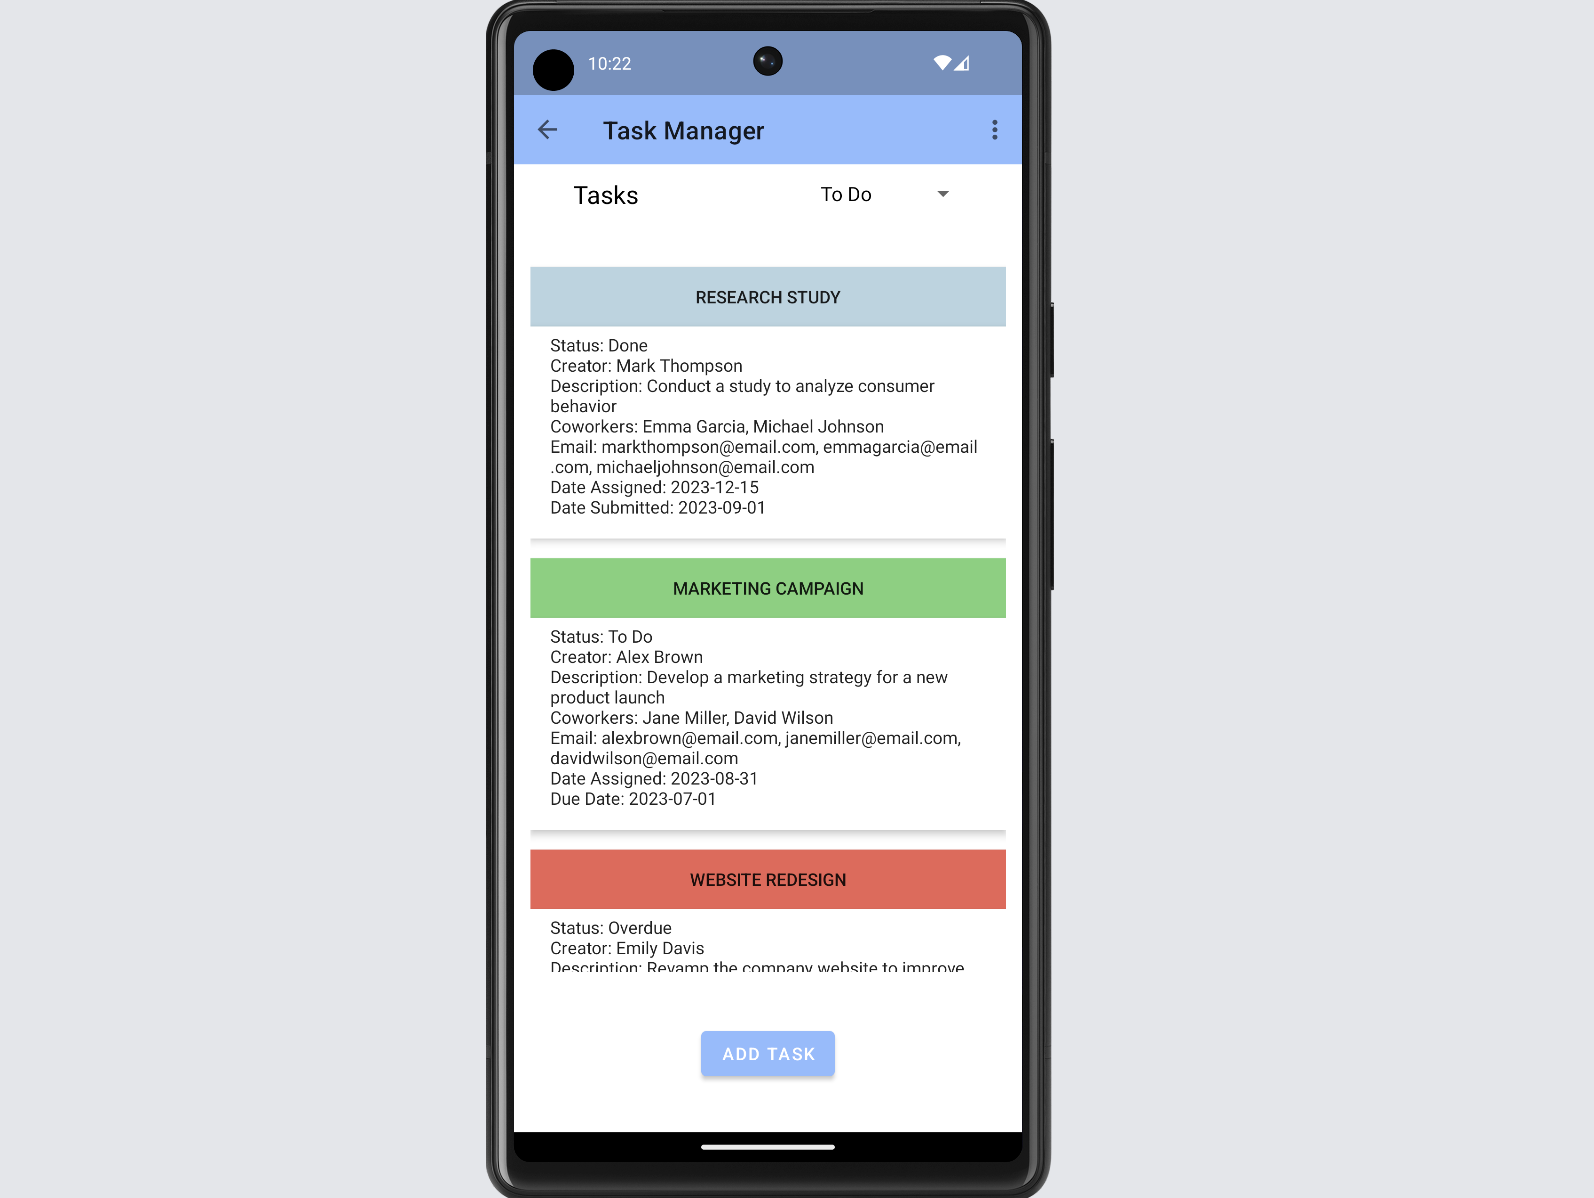 10:22
Task Manager
Tasks
To Do
RESEARCH STUDY
Status: Done
Creator: Mark Thompson
Description: Conduct a study to analyze consumer
behavior
Coworkers: Emma Garcia, Michael Johnson
Email: markthompson@email.com, emmagarcia@email
.com, michaeljohnson@email.com
Date Assigned: 2023-12-15
Date Submitted: 2023-09-01
MARKETING CAMPAIGN
Status: To Do
Creator: Alex Brown
Description: Develop a marketing strategy for a new
product launch
Coworkers: Jane Miller, David Wilson
Email: alexbrown@email.com, janemiller@email.com,
davidwilson@email.com
Date Assigned: 2023-08-31
Due Date: 2023-07-01
WEBSITE REDESIGN
Status: Overdue
Creator: Emily Davis
Description: Revamp the company website to improve
ADD TASK